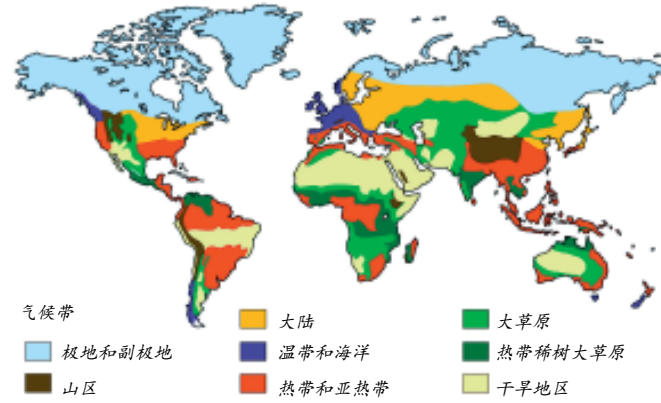 气候带
极地和副极地
山区
大陆
温带和海洋
热带和亚热带
大草原
热带稀树大草原
干旱地区